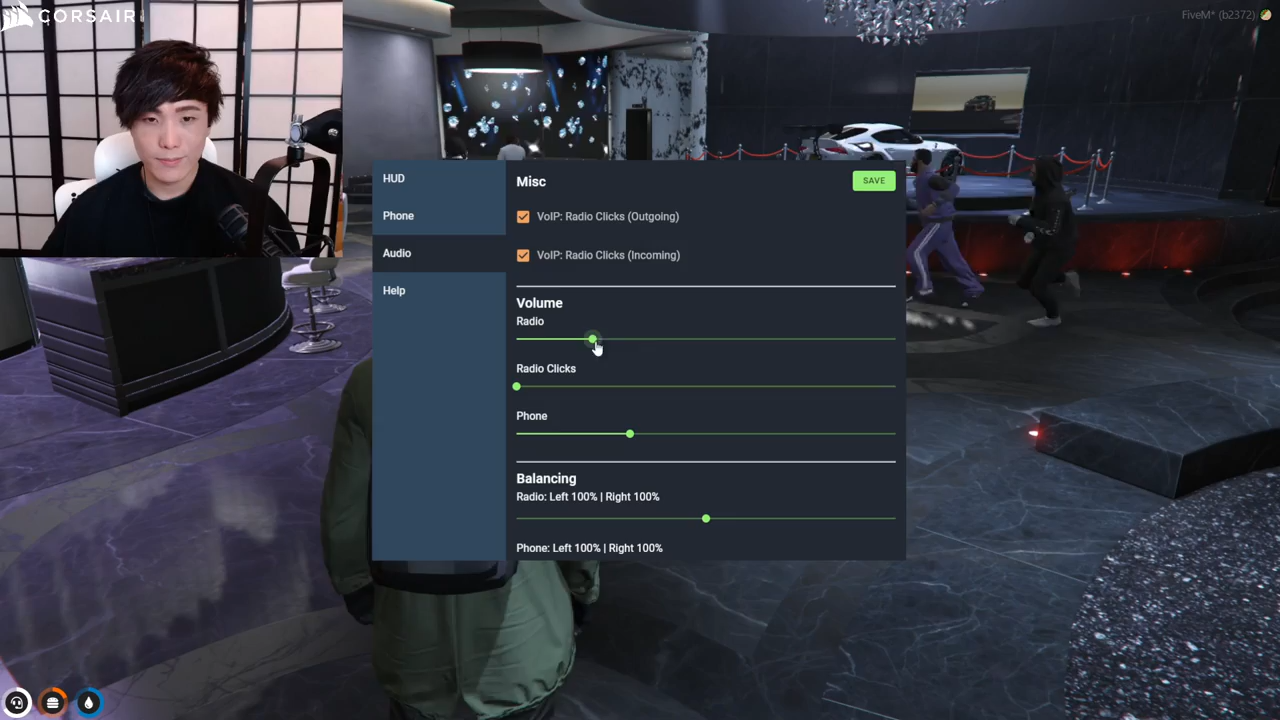 CORSAIR
FiveM* (b2372)
HUD
Phone
Audio
Help
Misc
SAVE
VoIP: Radio Clicks (Outgoing)
VoIP: Radio Clicks (Incoming)
Volume
Radio
Radio Clicks
Phone
Balancing
Radio: Left 100% | Right 100%
Phone: Left 100% | Right 100%